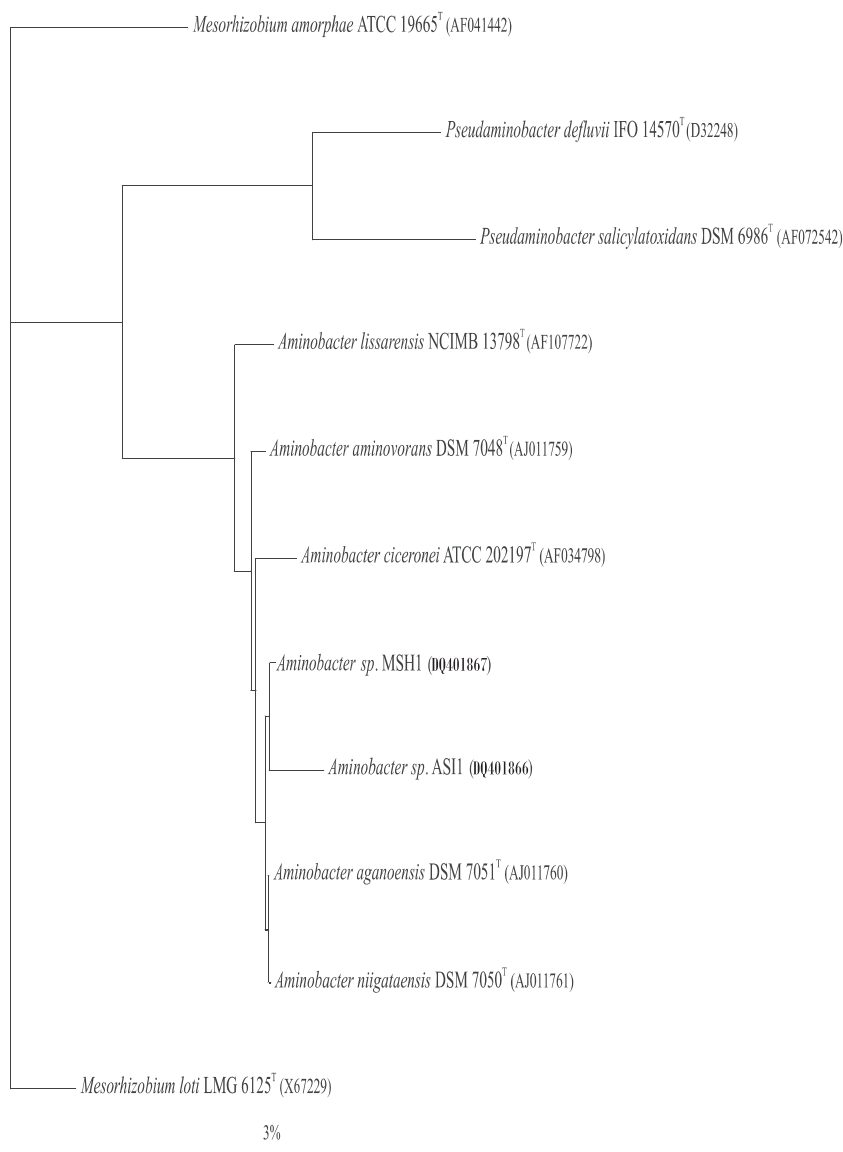 Mesorhizobium amorphae ATCC 19665T (AF041442)
Pseudaminobacter defluvii IFO 14570T (D32248)
Pseudaminobacter salicylatoxidans DSM 6986T (AF072542)
Aminobacter lissarensis NCIMB 13798T (AF107722)
Aminobacter aminovorans DSM 7048T (AJ011759)
Aminobacter ciceronei ATCC 202197T (AF034798)
Aminobacter sp. MSH1 (DQ401867)
Aminobacter sp. ASI1 (DQ401866)
Aminobacter aganoensis DSM 7051T (AJ011760)
Aminobacter niigataensis DSM 7050T (AJ011761)
Mesorhizobium loti LMG 6125T (X67229)
3%